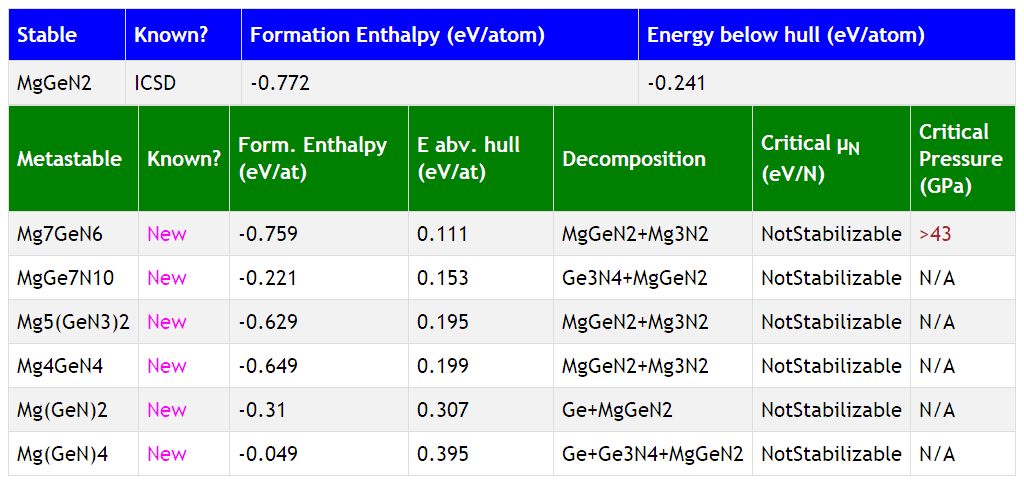 Stable Known? Formation Enthalpy (eV/atom) Energy below hull (eV/atom)
MgGeN2 ICSD -0.772 -0.241
Metastable Known? Form. Enthalpy (eV/at) E abv. hull (eV/at) Decomposition Critical μN (eV/N) Critical Pressure (GPa)
Mg7GeN6 New -0.759 0.111 MgGeN2+Mg3N2 NotStabilizable >43
MgGe7N10 New -0.221 0.153 Ge3N4+MgGeN2 NotStabilizable N/A
Mg5(GeN3)2 New -0.629 0.195 MgGeN2+Mg3N2 NotStabilizable N/A
Mg4GeN4 New -0.649 0.199 MgGeN2+Mg3N2 NotStabilizable N/A
Mg(GeN)2 New -0.31 0.307 Ge+MgGeN2 NotStabilizable N/A
Mg(GeN)4 New -0.049 0.395 Ge+Ge3N4+MgGeN2 NotStabilizable N/A